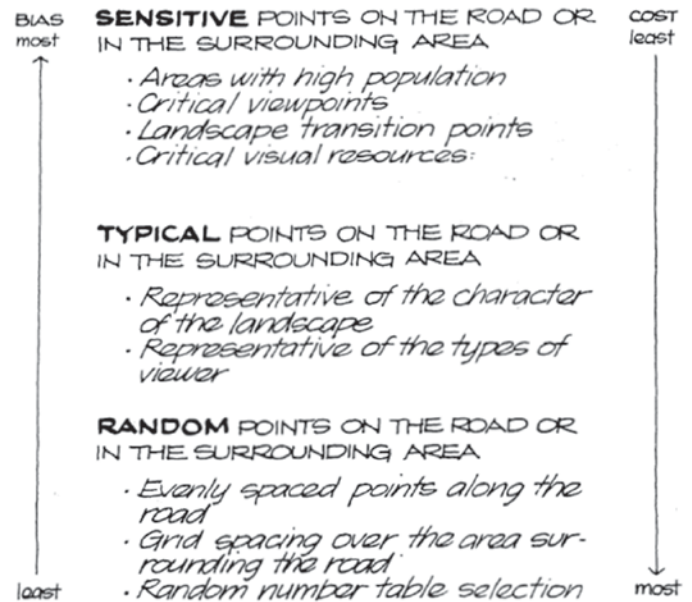 BIAS
most
SENSITIVE POINTS ON THE ROAD OR
IN THE SURROUNDING AREA
COST
least
· Areas with high population
· Critical viewpoints
· Landscape transition points
· Critical visual resources:
TYPICAL POINTS ON THE ROAD OR
IN THE SURROUNDING AREA
· Representative of the character
of the landscape
· Representative of the types of
viewer
RANDOM POINTS ON THE ROAD OR
IN THE SURROUNDING AREA
· Evenly spaced points along the
road
· Grid spacing over the area sur-
rounding the road
· Random number table selection
least
most